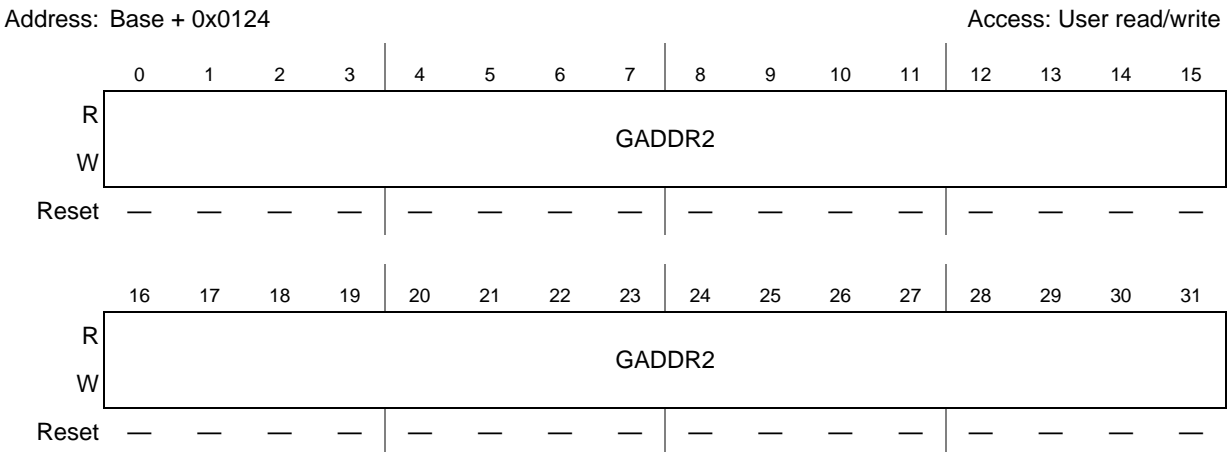 Address: Base + 0x0124 Access: User read/write
0 1 2 3 4 5 6 7 8 9 10 11 12 13 14 15
R
GADDR2
W
Reset — — — — — — — — — — — — — — — —
16 17 18 19 20 21 22 23 24 25 26 27 28 29 30 31
R
GADDR2
W
Reset — — — — — — — — — — — — — — — —